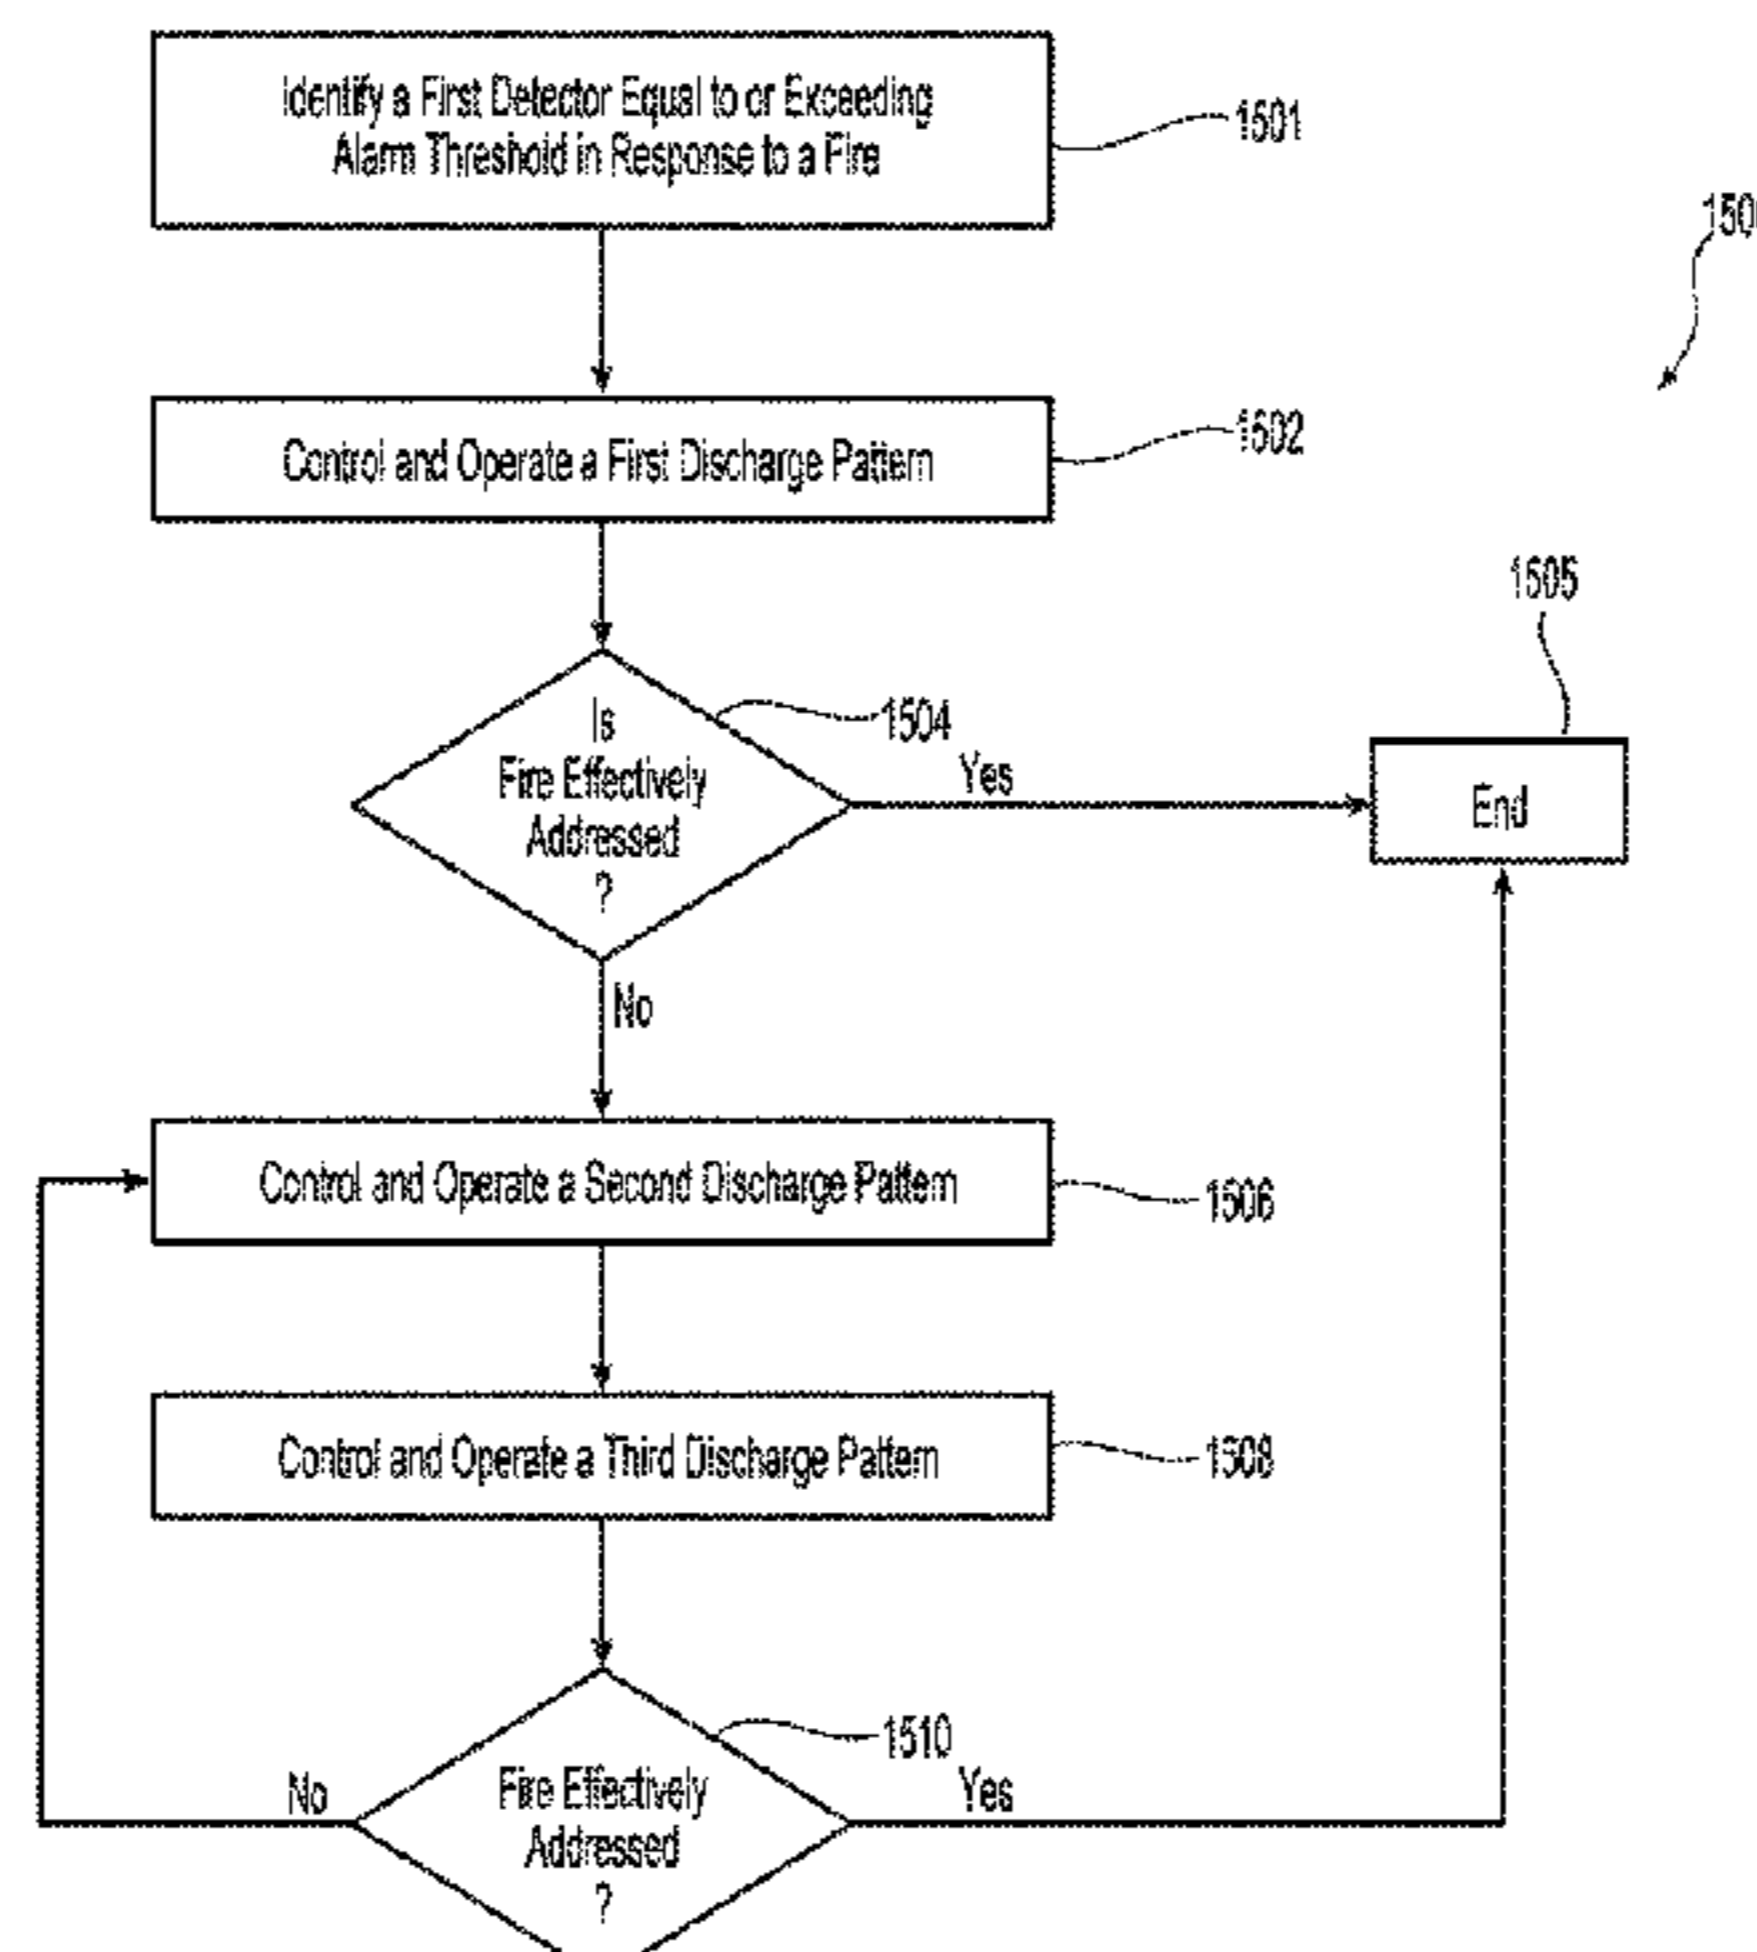 Identify a First Detector Equal to or Exceeding
Alarm Threshold in Response to a Fire
1501
150
Control and Operate a First Discharge Pattern
1502
1505
Is
Fire Effectively
Addressed
?
1504
Yes
End
No
Control and Operate a Second Discharge Pattern
1506
Control and Operate a Third Discharge Pattern
1508
1510
No
Fire Effectively
Addressed
?
Yes